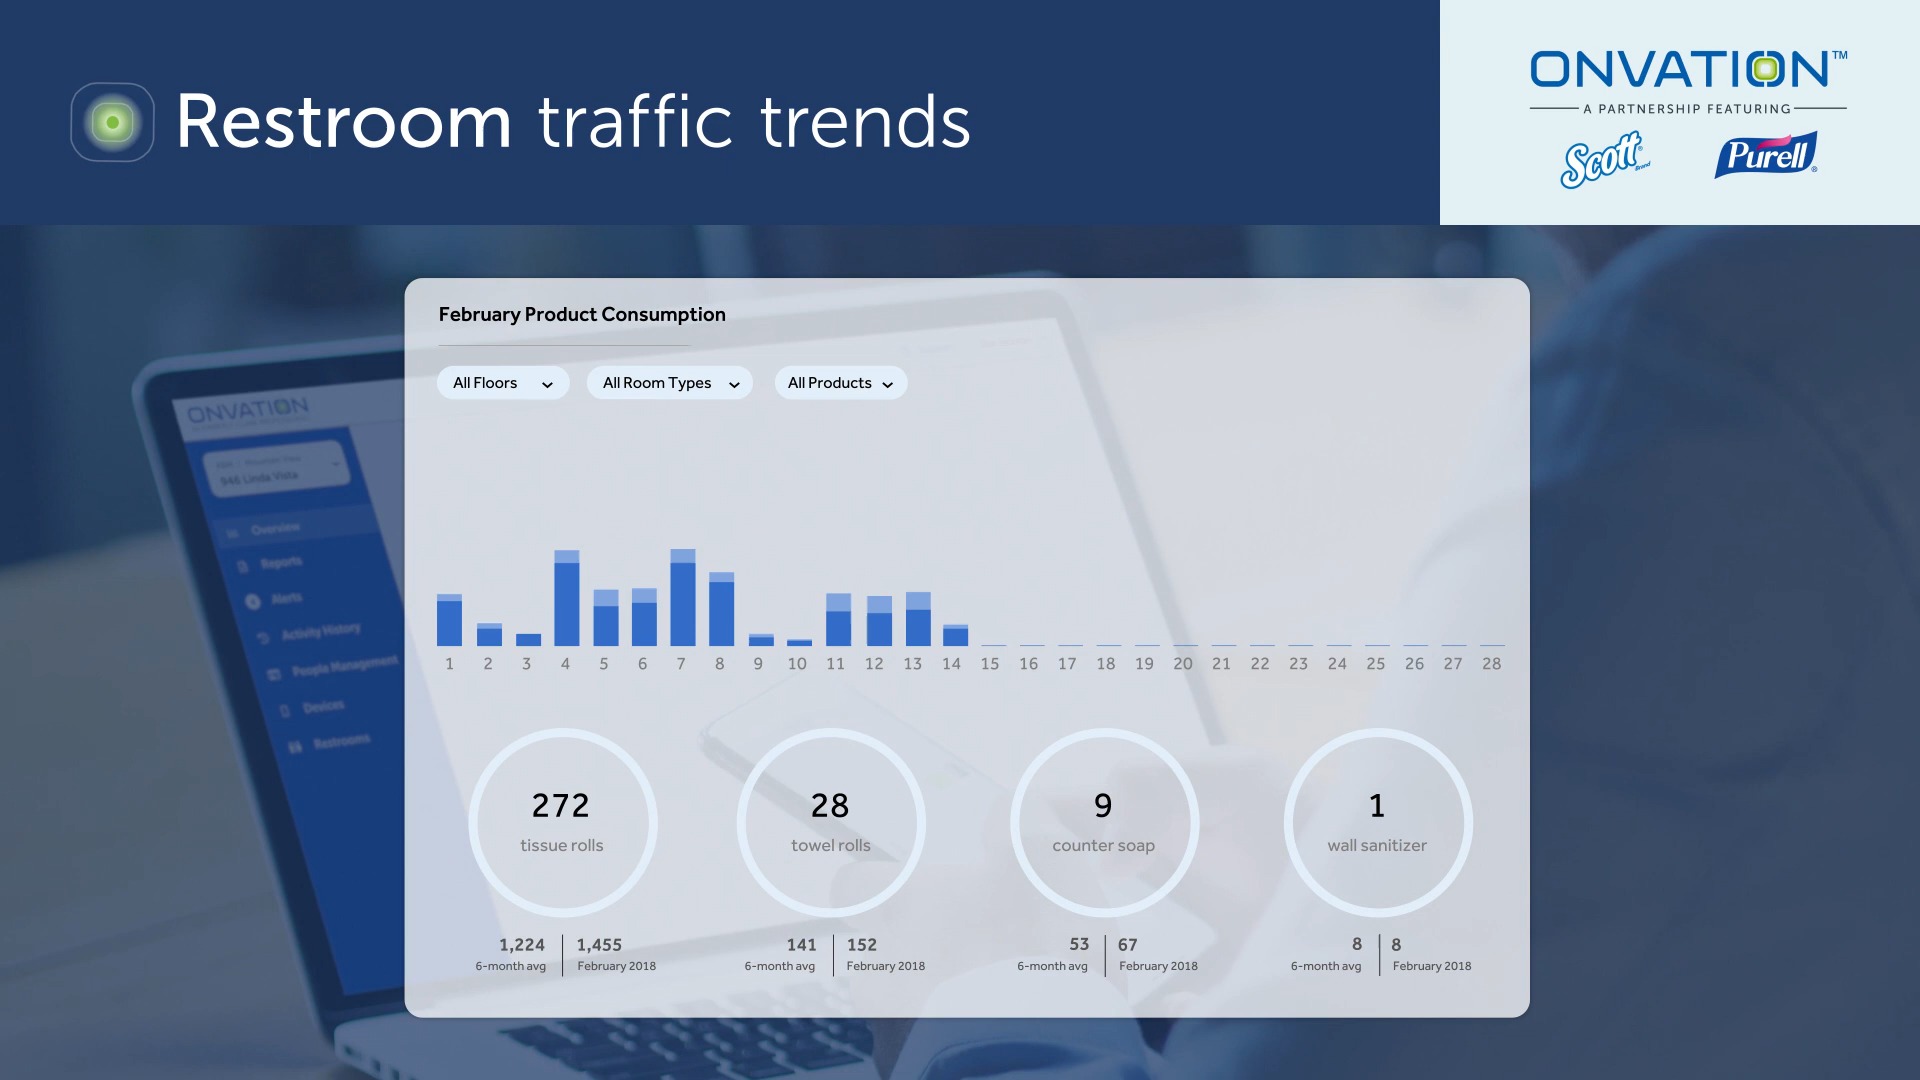 Restroom traffic trends
ONVATION™
A PARTNERSHIP FEATURING
Scott® Brand
Purell®
February Product Consumption
All Floors
All Room Types
All Products
ONVATION
946 Linda Vista
Overview
Reports
Alerts
Activity History
People Management
Devices
Restrooms
1 2 3 4 5 6 7 8 9 10 11 12 13 14 15 16 17 18 19 20 21 22 23 24 25 26 27 28
272
tissue rolls
1,224 1,455
6-month avg February 2018
28
towel rolls
141 152
6-month avg February 2018
9
counter soap
53 67
6-month avg February 2018
1
wall sanitizer
8 8
6-month avg February 2018